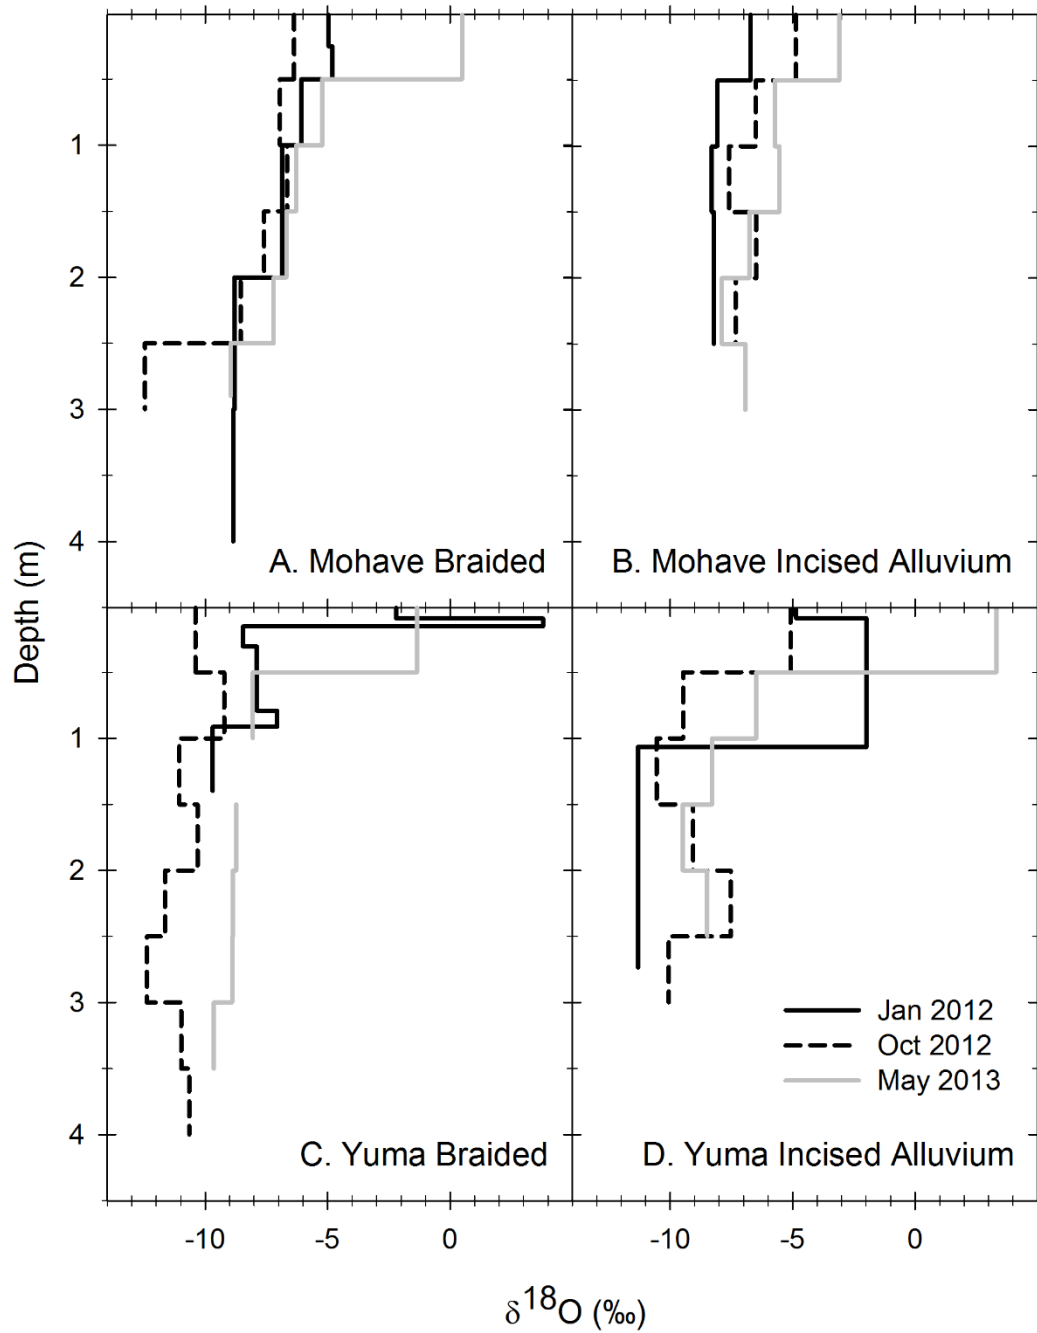 1
2
3
4
A. Mohave Braided
B. Mohave Incised Alluvium
Depth (m)
1
2
3
4
Jan 2012
Oct 2012
May 2013
C. Yuma Braided
D. Yuma Incised Alluvium
-10 -5 0 -10 -5 0
δ18O (‰)